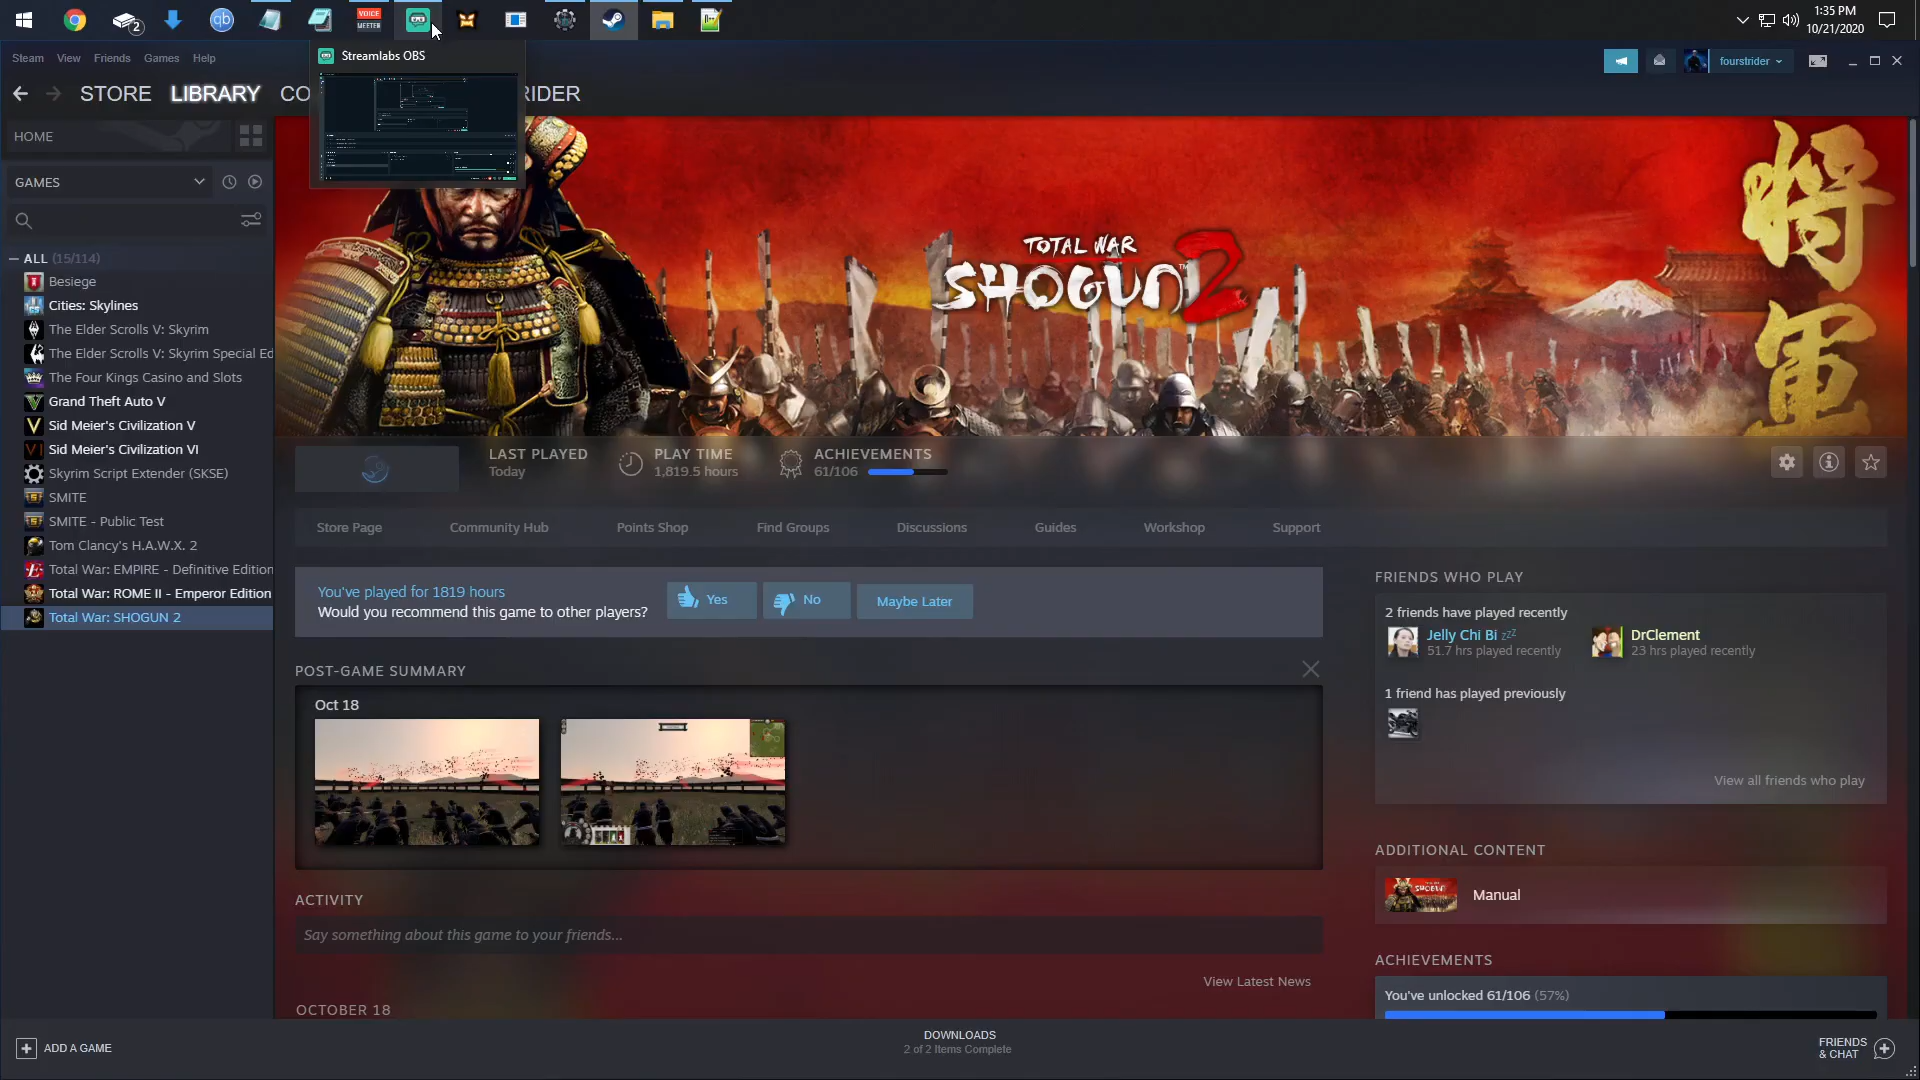 2
VOICE
MEETER
1:35 PM
10/21/2020
Streamlabs OBS
Steam View Friends Games Help
fourstrider
STORE LIBRARY CO RIDER
HOME
GAMES
ALL (15/114)
Besiege
Cities: Skylines
The Elder Scrolls V: Skyrim
The Elder Scrolls V: Skyrim Special Ed
The Four Kings Casino and Slots
Grand Theft Auto V
Sid Meier's Civilization V
Sid Meier's Civilization VI
Skyrim Script Extender (SKSE)
SMITE
SMITE - Public Test
Tom Clancy's H.A.W.X. 2
Total War: EMPIRE - Definitive Edition
Total War: ROME II - Emperor Edition
Total War: SHOGUN 2
TOTAL WAR
SHOGUN 2
TM
将軍
LAST PLAYED
Today
PLAY TIME
1,819.5 hours
ACHIEVEMENTS
61/106
Store Page Community Hub Points Shop Find Groups Discussions Guides Workshop Support
You've played for 1819 hours
Would you recommend this game to other players?
Yes No Maybe Later
POST-GAME SUMMARY
Oct 18
ACTIVITY
Say something about this game to your friends...
View Latest News
OCTOBER 18
FRIENDS WHO PLAY
2 friends have played recently
Jelly Chi Bi zzZ
51.7 hrs played recently
DrClement
23 hrs played recently
1 friend has played previously
View all friends who play
ADDITIONAL CONTENT
Manual
ACHIEVEMENTS
You've unlocked 61/106 (57%)
ADD A GAME
DOWNLOADS
2 of 2 Items Complete
FRIENDS
& CHAT